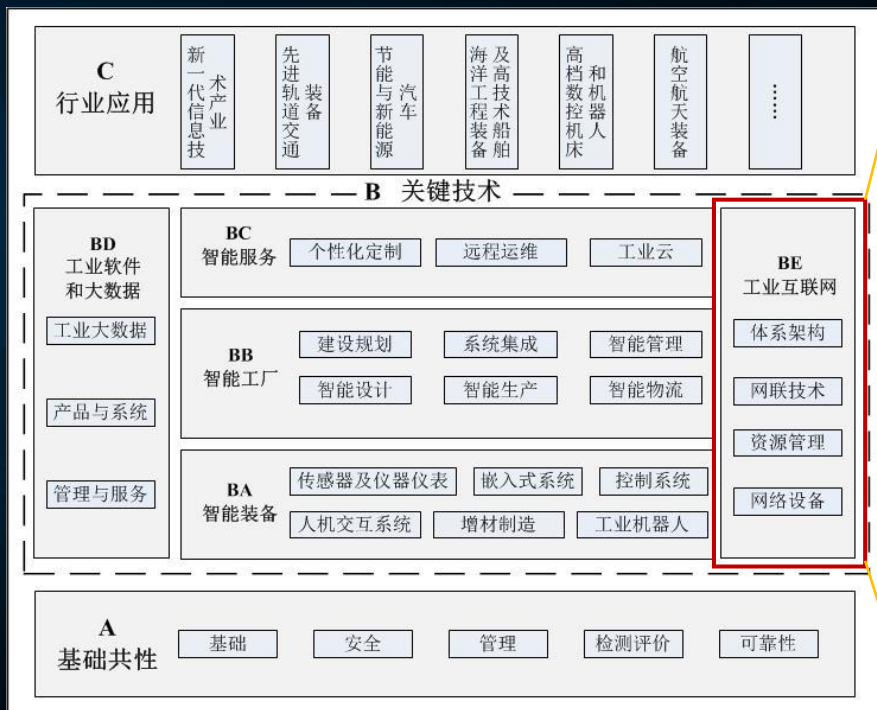 C
行业应用
新一代信息技
术产业
先进轨道交通
装备
节能与新能源
汽车
海洋工程装备
及高技术船舶
高档数控机床
和机器人
航空航天装备
……
B 关键技术
BD
工业软件
和大数据
工业大数据
产品与系统
管理与服务
BC
智能服务
个性化定制
远程运维
工业云
BB
智能工厂
建设规划
系统集成
智能管理
智能设计
智能生产
智能物流
BA
智能装备
传感器及仪器仪表
嵌入式系统
控制系统
人机交互系统
增材制造
工业机器人
BE
工业互联网
体系架构
网联技术
资源管理
网络设备
A
基础共性
基础
安全
管理
检测评价
可靠性